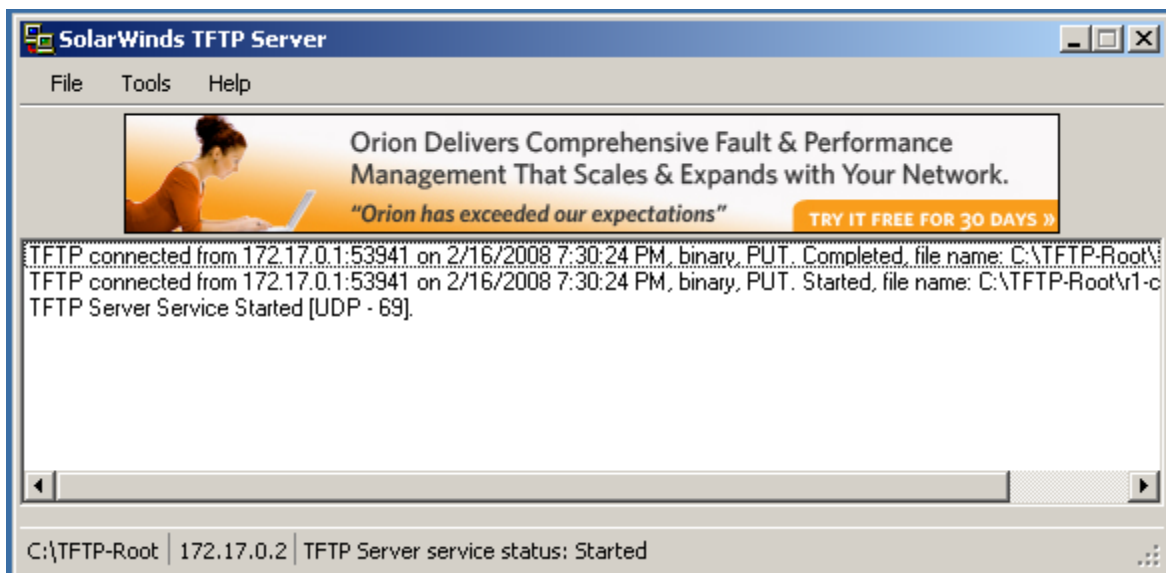 SolarWinds TFTP Server
File Tools Help
Orion Delivers Comprehensive Fault & Performance
Management That Scales & Expands with Your Network.
"Orion has exceeded our expectations"
TRY IT FREE FOR 30 DAYS »
TFTP connected from 172.17.0.1:53941 on 2/16/2008 7:30:24 PM, binary, PUT. Completed, file name: C:\TFTP-Root\
TFTP connected from 172.17.0.1:53941 on 2/16/2008 7:30:24 PM, binary, PUT. Started, file name: C:\TFTP-Root\r1-c
TFTP Server Service Started [UDP - 69].
C:\TFTP-Root 172.17.0.2 TFTP Server service status: Started